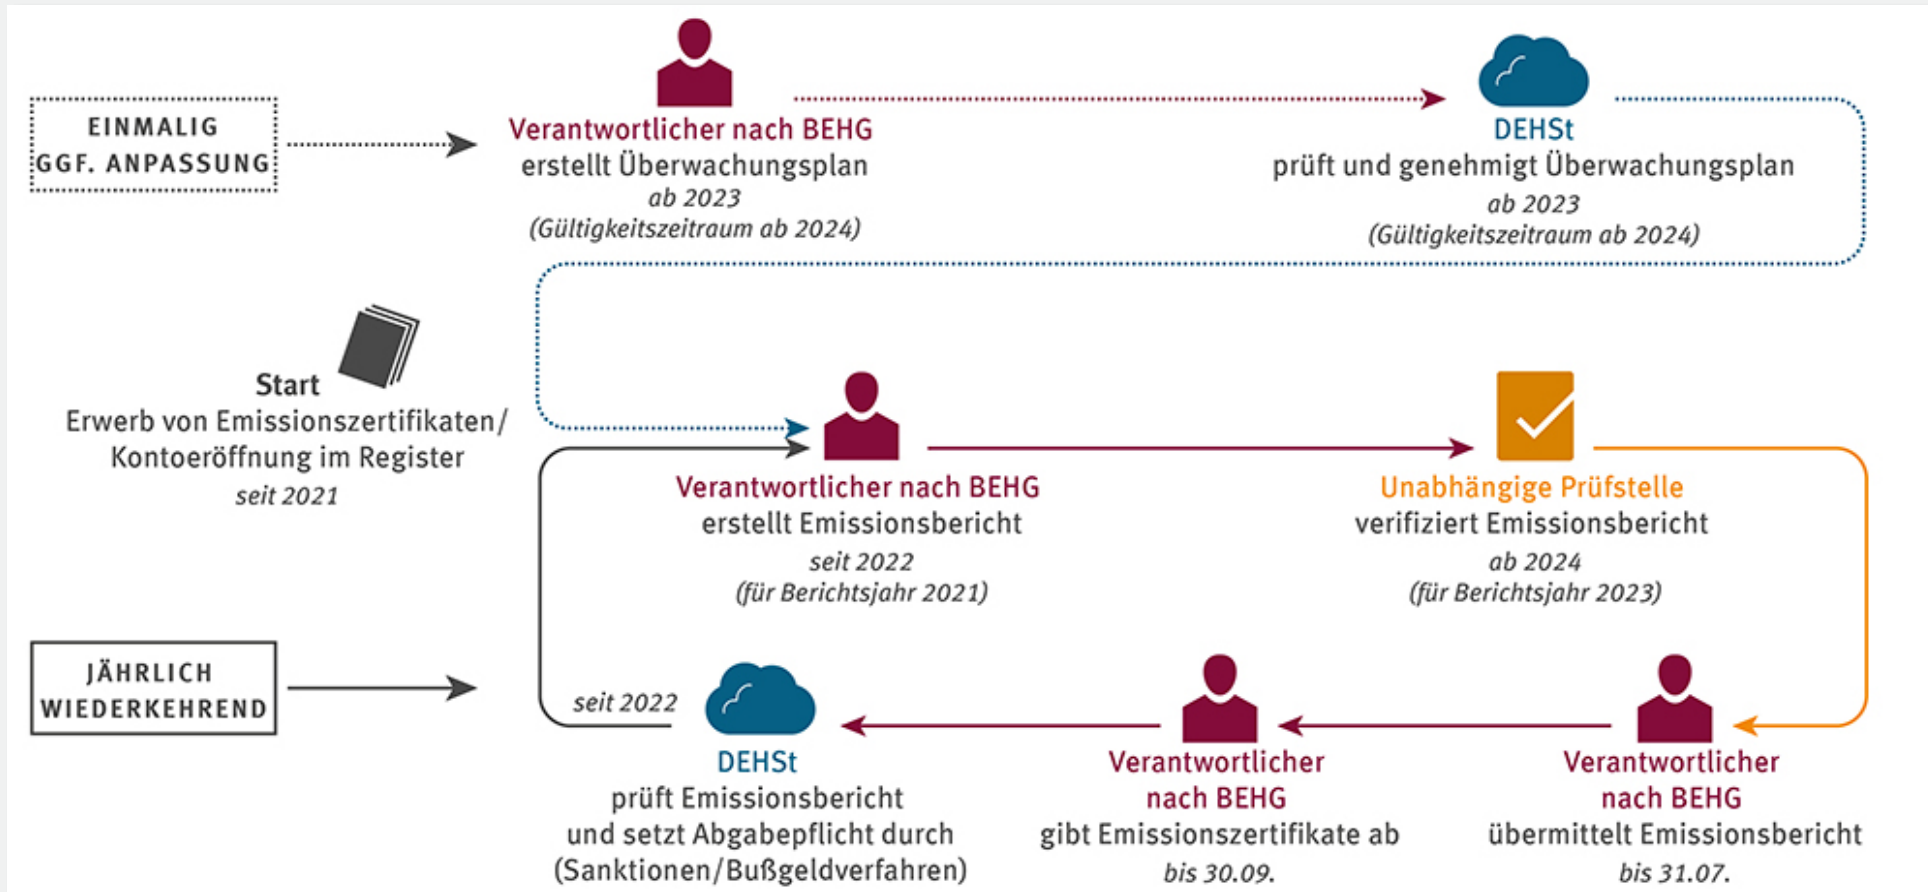 EINMALIG
GGF. ANPASSUNG
Verantwortlicher nach BEHG
erstellt Überwachungsplan
ab 2023
(Gültigkeitszeitraum ab 2024)
DEHSt
prüft und genehmigt Überwachungsplan
ab 2023
(Gültigkeitszeitraum ab 2024)
Start
Erwerb von Emissionszertifikaten/
Kontoeröffnung im Register
seit 2021
Verantwortlicher nach BEHG
erstellt Emissionsbericht
seit 2022
(für Berichtsjahr 2021)
Unabhängige Prüfstelle
verifiziert Emissionsbericht
ab 2024
(für Berichtsjahr 2023)
JÄHRLICH
WIEDERKEHREND
seit 2022
DEHSt
prüft Emissionsbericht
und setzt Abgabepflicht durch
(Sanktionen/Bußgeldverfahren)
Verantwortlicher
nach BEHG
gibt Emissionszertifikate ab
bis 30.09.
Verantwortlicher
nach BEHG
übermittelt Emissionsbericht
bis 31.07.